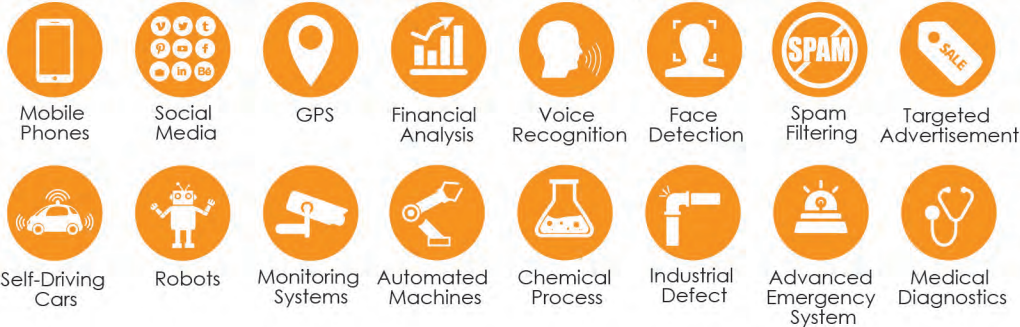 SPAM
SALE
Mobile Phones
Social Media
GPS
Financial Analysis
Voice Recognition
Face Detection
Spam Filtering
Targeted Advertisement
Self-Driving Cars
Robots
Monitoring Systems
Automated Machines
Chemical Process
Industrial Defect
Advanced Emergency System
Medical Diagnostics